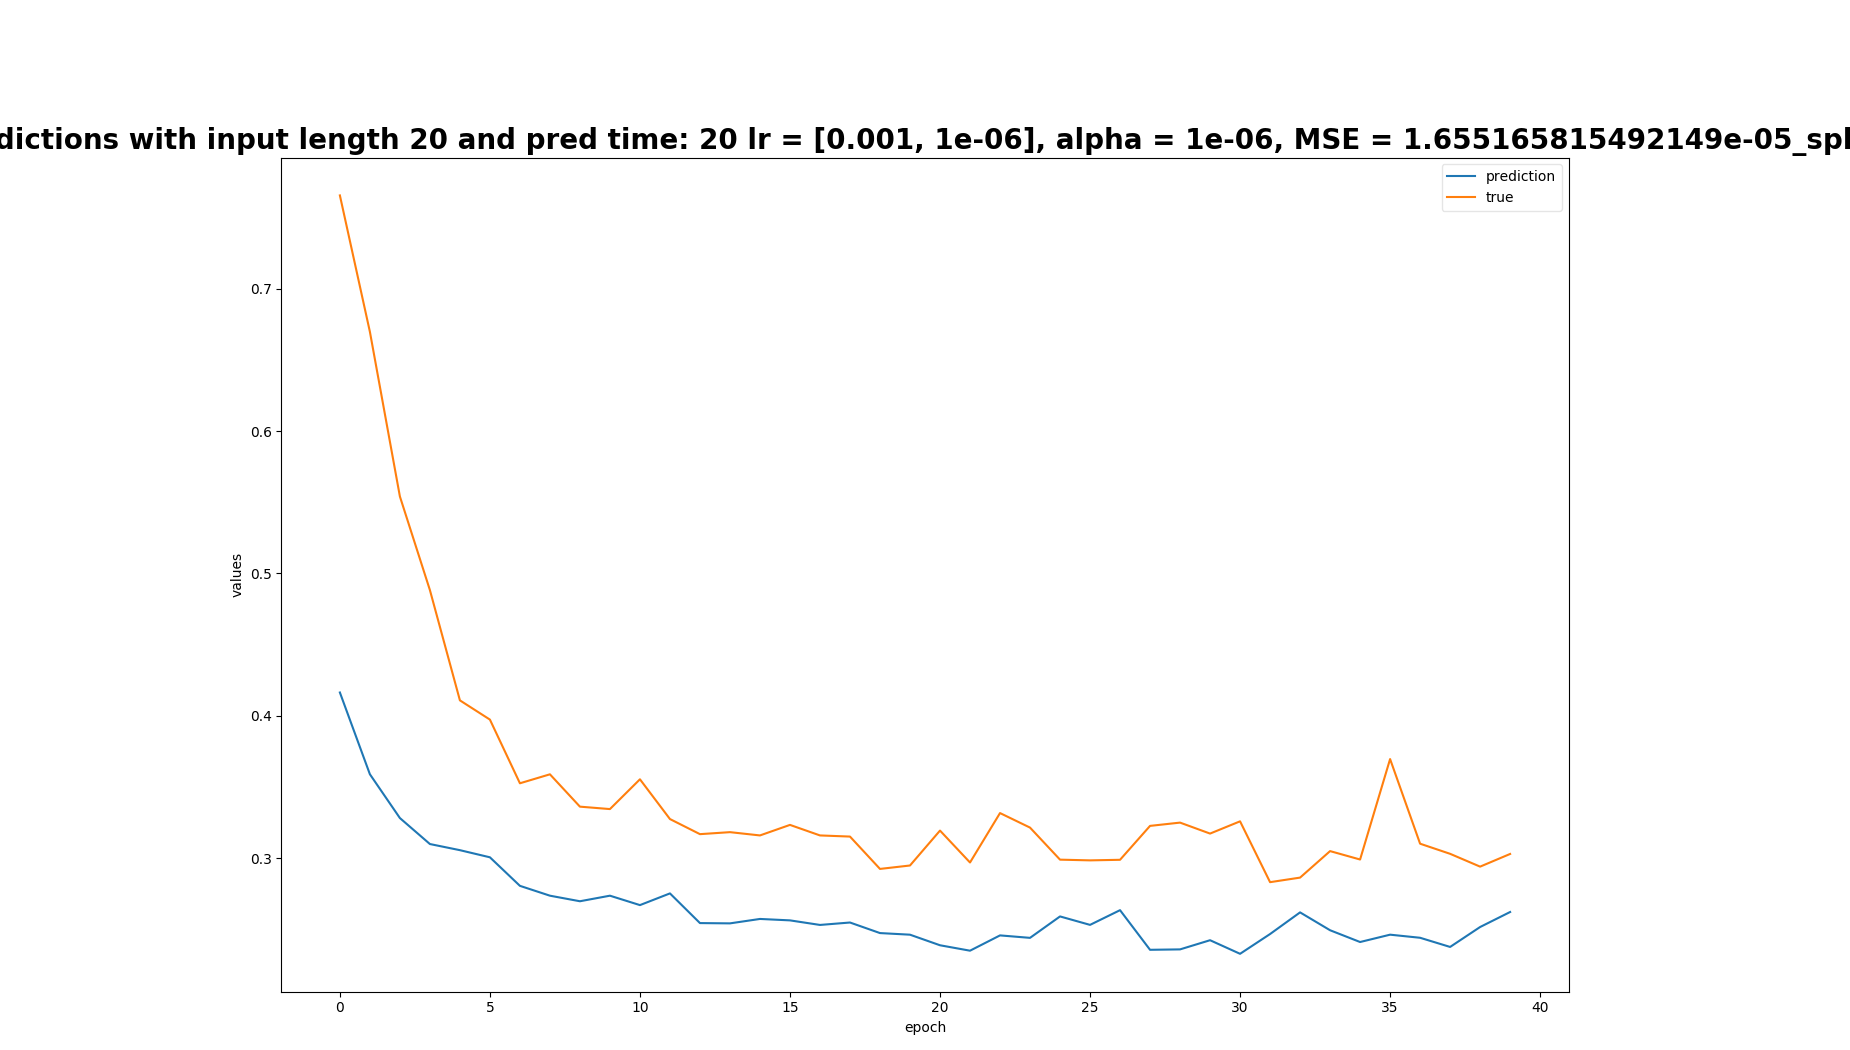 dictions with input length 20 and pred time: 20 lr = [0.001, 1e-06], alpha = 1e-06, MSE = 1.655165815492149e-05_spl
prediction
true
0.7
0.6
0.5
0.4
0.3
values
0 5 10 15 20 25 30 35 40
epoch